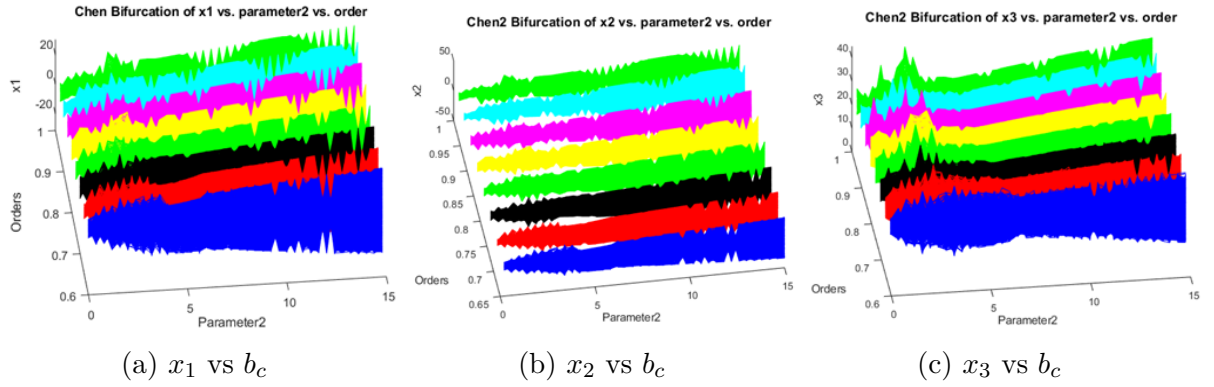 Chen Bifurcation of x1 vs. parameter2 vs. order
20
0
-20
x1
1
0.9
0.8
0.7
0.6
Orders
0
5
10
15
Parameter2
(a) x₁ vs b_c
Chen2 Bifurcation of x2 vs. parameter2 vs. order
50
0
-50
x2
1
0.95
0.9
0.85
0.8
0.75
0.7
0.65
Orders
0
5
10
15
Parameter2
(b) x₂ vs b_c
Chen2 Bifurcation of x3 vs. parameter2 vs. order
40
30
20
10
0
x3
1
0.9
0.8
0.7
0.6
Orders
0
5
10
15
Parameter2
(c) x₃ vs b_c